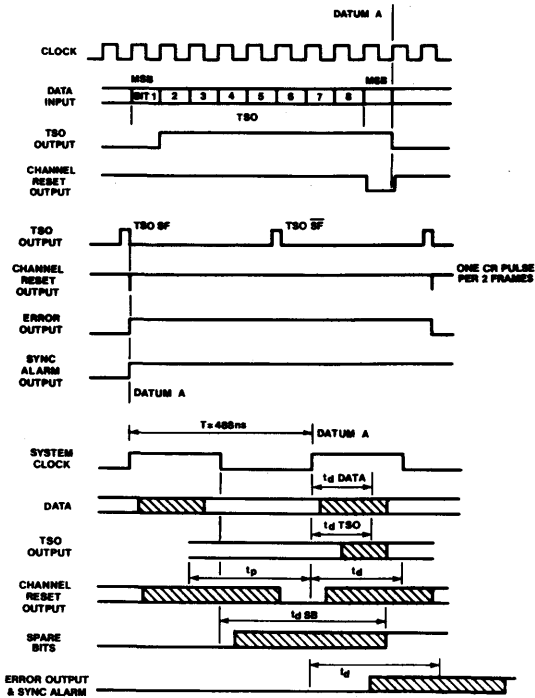 DATUM A
CLOCK
MSB MSB
DATA INPUT
BIT 1 2 3 4 5 6 7 8
TSO
TSO OUTPUT
CHANNEL RESET OUTPUT
TSO SF TSO SF
TSO OUTPUT
CHANNEL RESET OUTPUT
ONE CR PULSE PER 2 FRAMES
ERROR OUTPUT
SYNC ALARM OUTPUT
DATUM A
T = 488ns
DATUM A
SYSTEM CLOCK
td DATA
DATA
td TSO
TSO OUTPUT
tp td
CHANNEL RESET OUTPUT
td SB
SPARE BITS
td
ERROR OUTPUT & SYNC ALARM